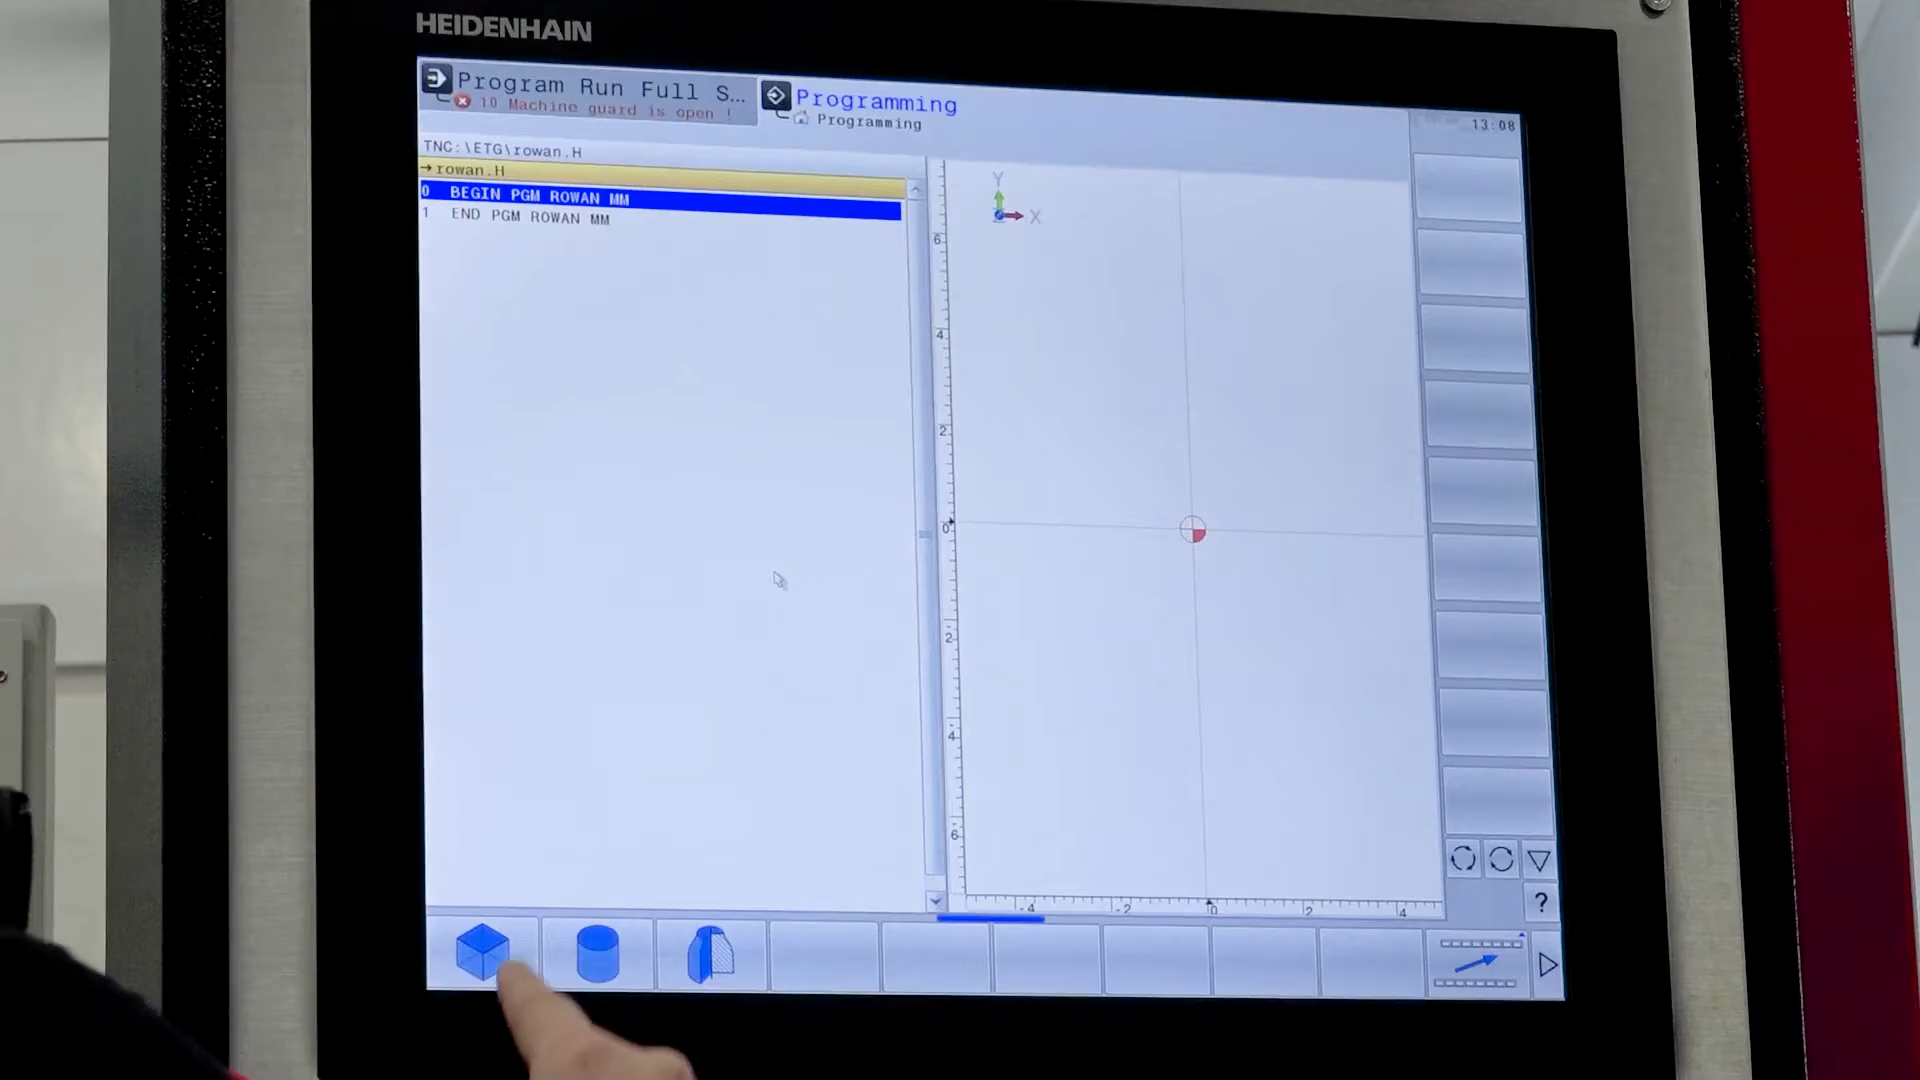 HEIDENHAIN
Program Run Full S...
10 Machine guard is open !
Programming
Programming
13:08
TNC:\ETG\rowan.H
→rowan.H
0 BEGIN PGM ROWAN MM
1 END PGM ROWAN MM
Y
X
6
4
2
0
-2
-4
-6
-4
-2
0
2
4
?